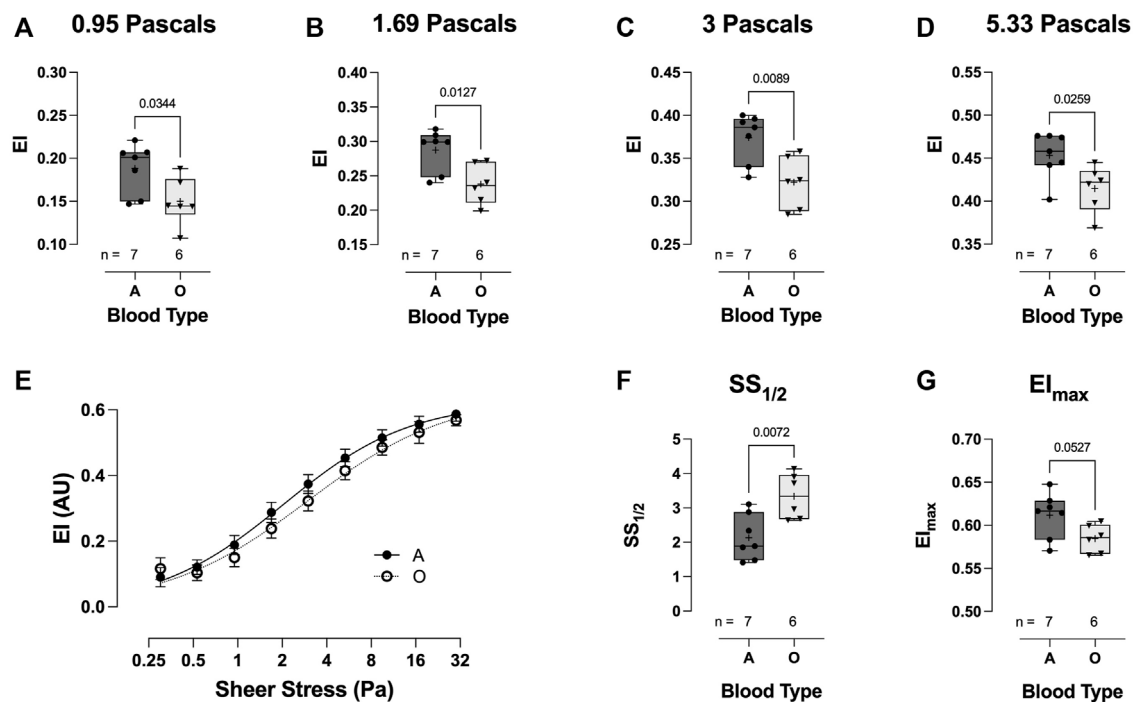 A 0.95 Pascals
EI
0.30
0.25
0.20
0.15
0.10
0.0344
n = 7 6
A O
Blood Type
B 1.69 Pascals
EI
0.40
0.35
0.30
0.25
0.20
0.15
0.0127
n = 7 6
A O
Blood Type
C 3 Pascals
EI
0.45
0.40
0.35
0.30
0.25
0.0089
n = 7 6
A O
Blood Type
D 5.33 Pascals
EI
0.55
0.50
0.45
0.40
0.35
0.0259
n = 7 6
A O
Blood Type
E
EI (AU)
0.6
0.4
0.2
0.0
A
O
0.25 0.5 1 2 4 8 16 32
Sheer Stress (Pa)
F SS1/2
SS1/2
5
4
3
2
1
0
0.0072
n = 7 6
A O
Blood Type
G EImax
EImax
0.70
0.65
0.60
0.55
0.50
0.0527
n = 7 6
A O
Blood Type